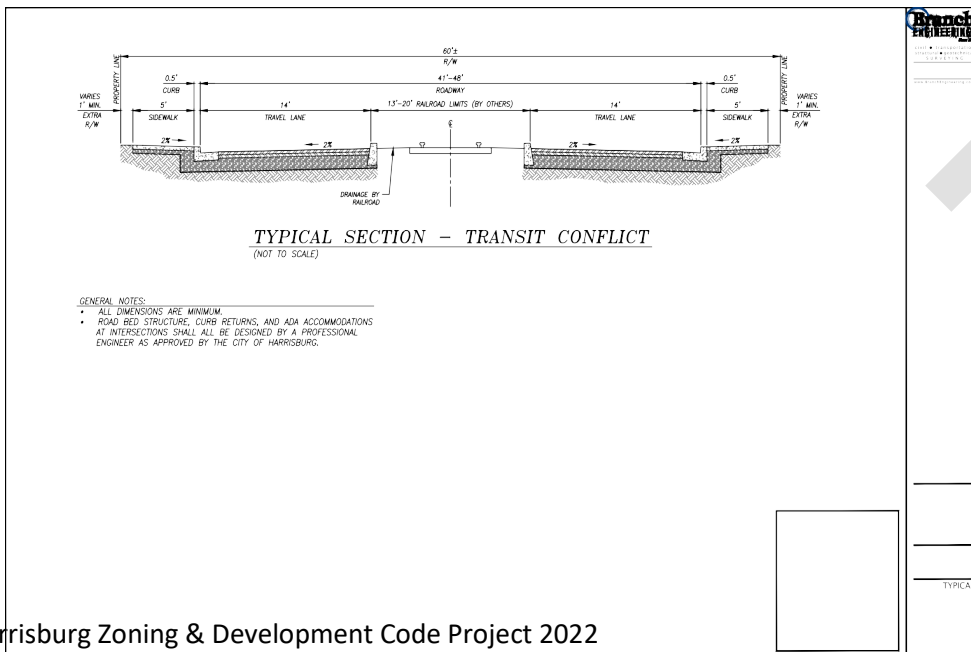 60'±
R/W
PROPERTY LINE
PROPERTY LINE
0.5'
CURB
41'-48'
ROADWAY
0.5'
CURB
VARIES
1' MIN.
EXTRA
R/W
5'
SIDEWALK
14'
TRAVEL LANE
13'-20' RAILROAD LIMITS (BY OTHERS)
14'
TRAVEL LANE
5'
SIDEWALK
VARIES
1' MIN.
EXTRA
R/W
2%
2%
2%
2%
DRAINAGE BY
RAILROAD
TYPICAL SECTION - TRANSIT CONFLICT
(NOT TO SCALE)
GENERAL NOTES:
• ALL DIMENSIONS ARE MINIMUM.
• ROAD BED STRUCTURE, CURB RETURNS, AND ADA ACCOMMODATIONS
AT INTERSECTIONS SHALL ALL BE DESIGNED BY A PROFESSIONAL
ENGINEER AS APPROVED BY THE CITY OF HARRISBURG.
Branch
ENGINEERING
SURVEYING
TYPICA
rrisburg Zoning & Development Code Project 2022